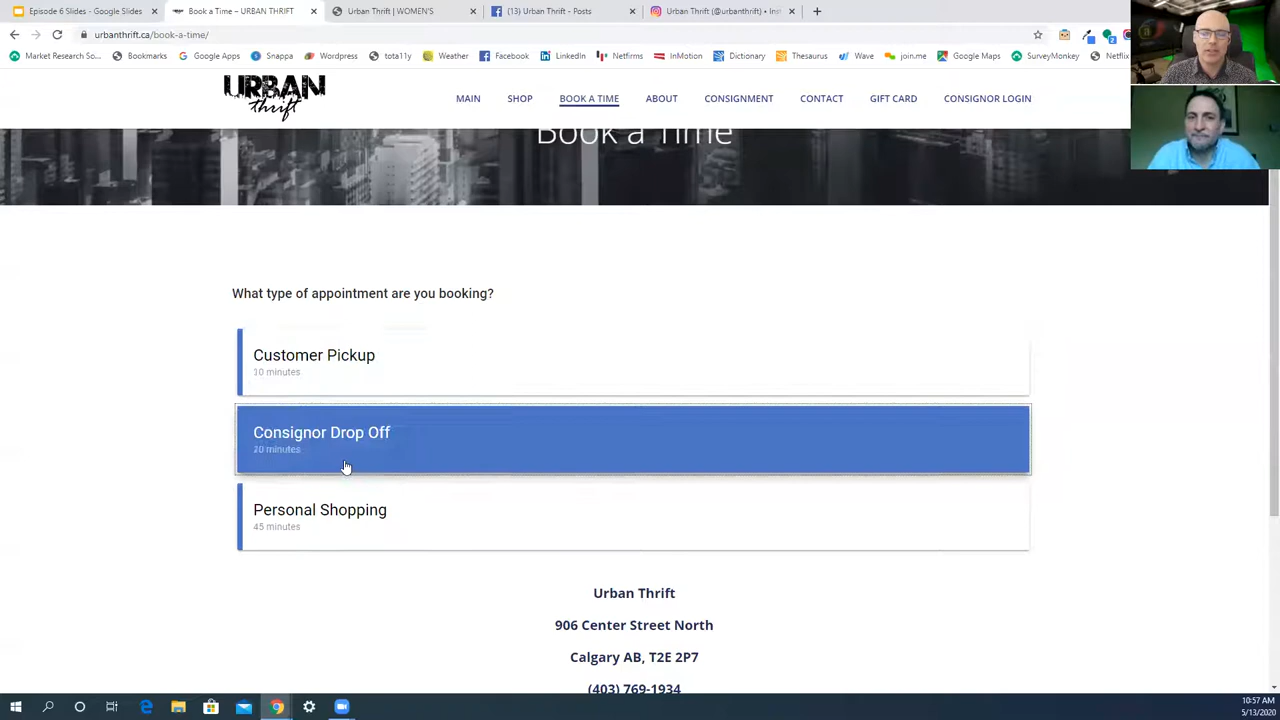 Episode 6 Slides - Google Slides
Book a Time – URBAN THRIFT
Urban Thrift | WOMEN'S
(13) Urban Thrift - Posts
Urban Thrift (@urbanthrift) • Ins
urbanthrift.ca/book-a-time/
Market Research So...
Bookmarks
Google Apps
Snappa
Wordpress
tota11y
Weather
Facebook
LinkedIn
Netfirms
InMotion
Dictionary
Thesaurus
Wave
join.me
Google Maps
SurveyMonkey
Netflix
URBAN
thrift
MAIN
SHOP
BOOK A TIME
ABOUT
CONSIGNMENT
CONTACT
GIFT CARD
CONSIGNOR LOGIN
Book a Time
What type of appointment are you booking?
Customer Pickup
10 minutes
Consignor Drop Off
20 minutes
Personal Shopping
45 minutes
Urban Thrift
906 Center Street North
Calgary AB, T2E 2P7
(403) 769-1934
10:57 AM
5/13/2020